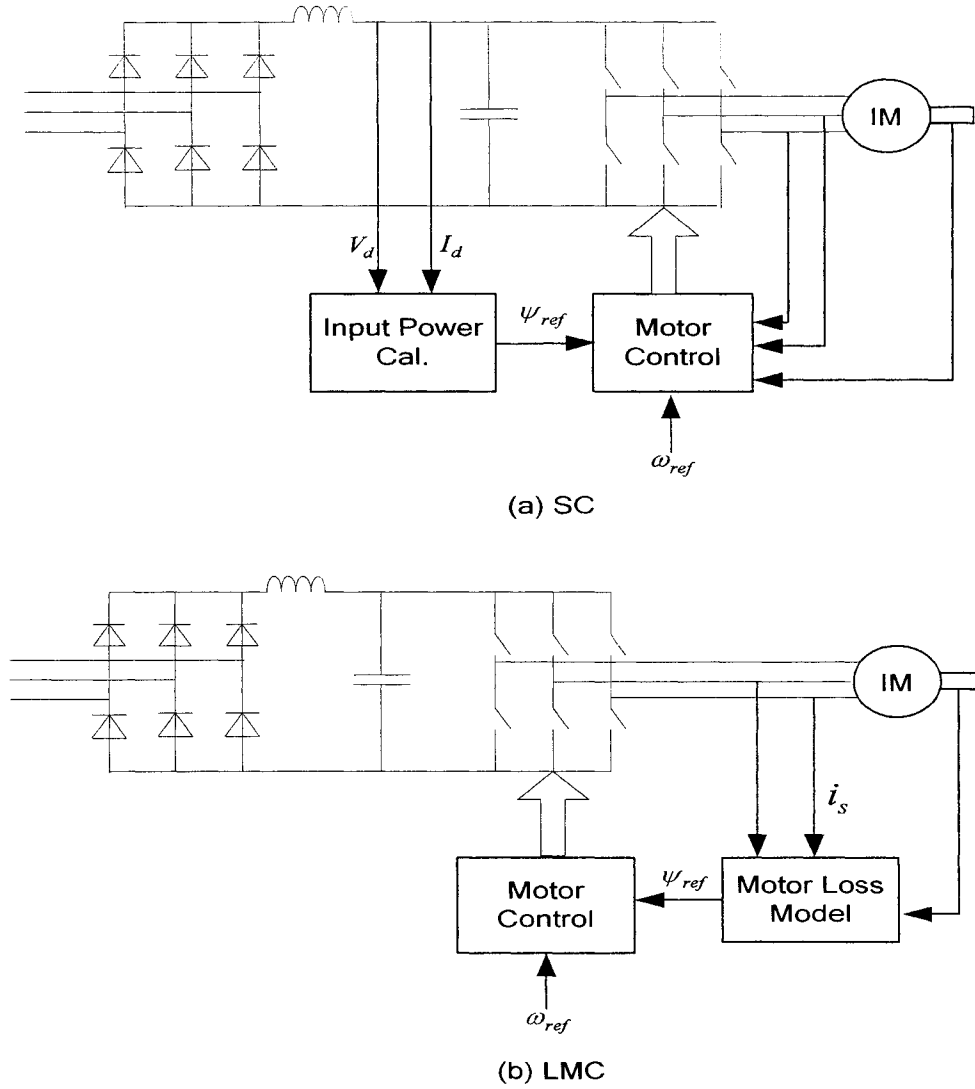 IM
V_d
I_d
Input Power
Cal.
ψ_ref
Motor
Control
ω_ref
(a) SC
IM
i_s
Motor
Control
ψ_ref
Motor Loss
Model
ω_ref
(b) LMC